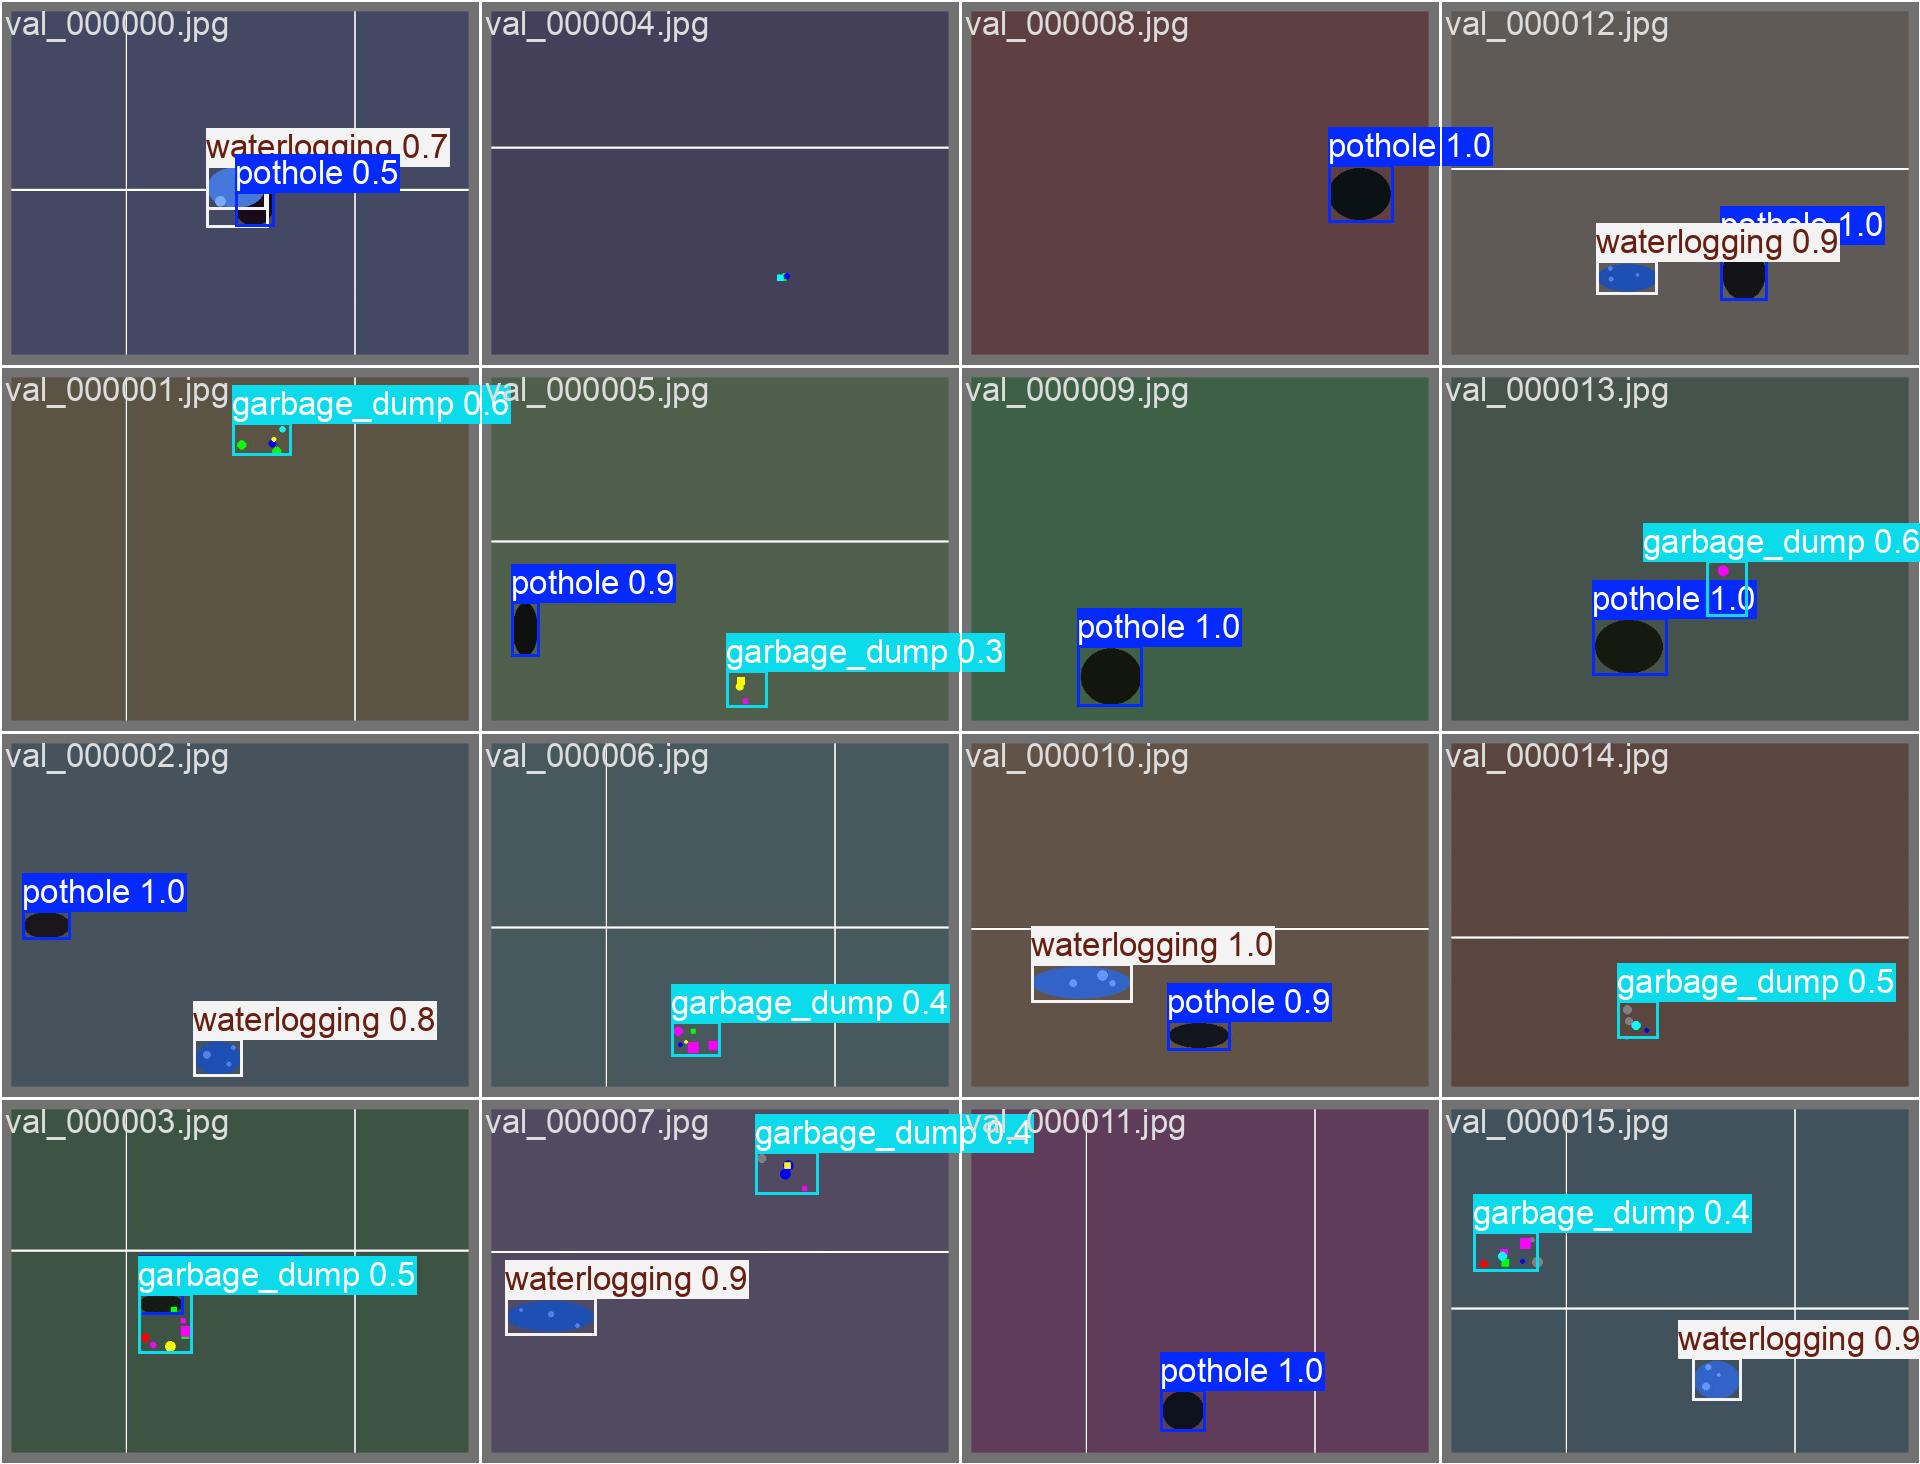 val_000000.jpg
waterlogging 0.7
pothole 0.5
val_000004.jpg
val_000008.jpg
pothole 1.0
val_000012.jpg
pothole 1.0
waterlogging 0.9
val_000001.jpg
garbage_dump 0.6
val_000005.jpg
pothole 0.9
garbage_dump 0.3
val_000009.jpg
pothole 1.0
val_000013.jpg
garbage_dump 0.6
pothole 1.0
val_000002.jpg
pothole 1.0
waterlogging 0.8
val_000006.jpg
garbage_dump 0.4
val_000010.jpg
waterlogging 1.0
pothole 0.9
val_000014.jpg
garbage_dump 0.5
val_000003.jpg
garbage_dump 0.5
val_000007.jpg
garbage_dump 0.4
waterlogging 0.9
val_000011.jpg
pothole 1.0
val_000015.jpg
garbage_dump 0.4
waterlogging 0.9